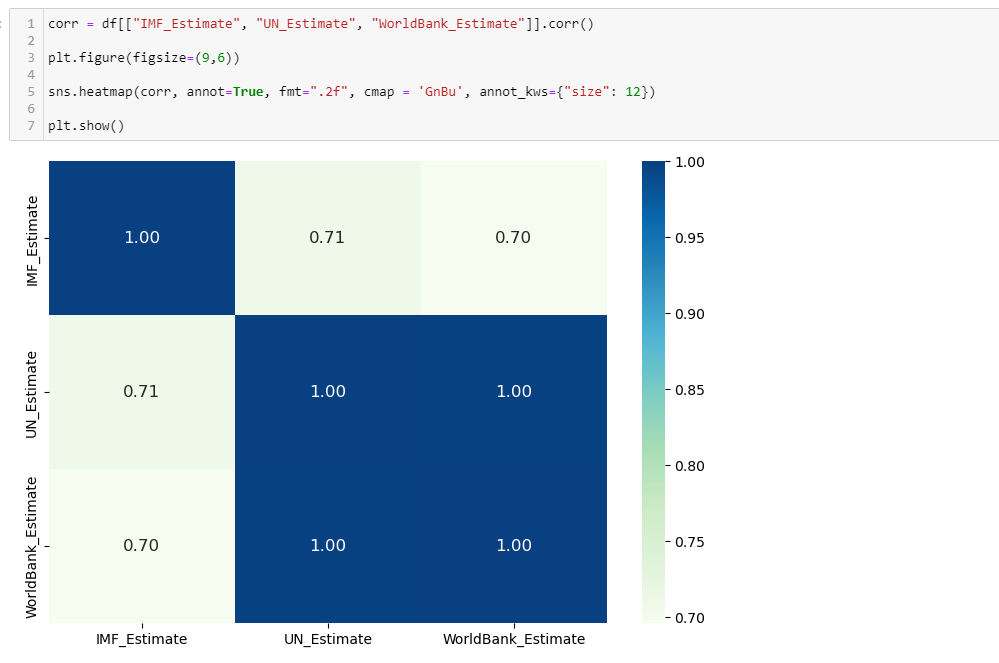 1 corr = df[["IMF_Estimate", "UN_Estimate", "WorldBank_Estimate"]].corr()
2
3 plt.figure(figsize=(9,6))
4
5 sns.heatmap(corr, annot=True, fmt=".2f", cmap = 'GnBu', annot_kws={"size": 12})
6
7 plt.show()
IMF_Estimate
1.00 0.71 0.70
UN_Estimate
0.71 1.00 1.00
WorldBank_Estimate
0.70 1.00 1.00
IMF_Estimate UN_Estimate WorldBank_Estimate
1.00
0.95
0.90
0.85
0.80
0.75
0.70